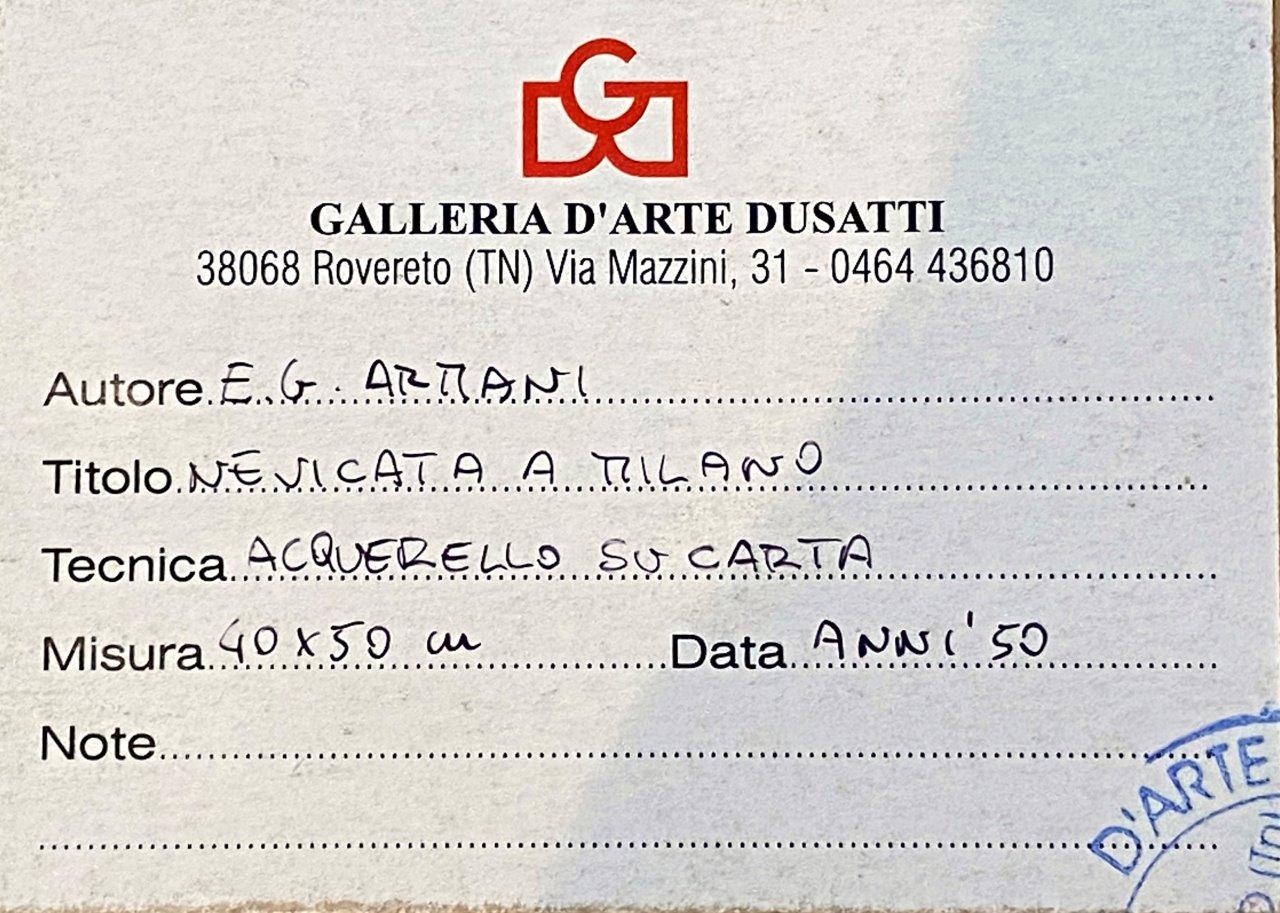 GALLERIA D'ARTE DUSATTI
38068 Rovereto (TN) Via Mazzini, 31 - 0464 436810
Autore E.G. ARMANI
Titolo NEVICATA A MILANO
Tecnica ACQUERELLO SU CARTA
Misura 40x50 cm Data ANNI '50
Note
D'ARTE